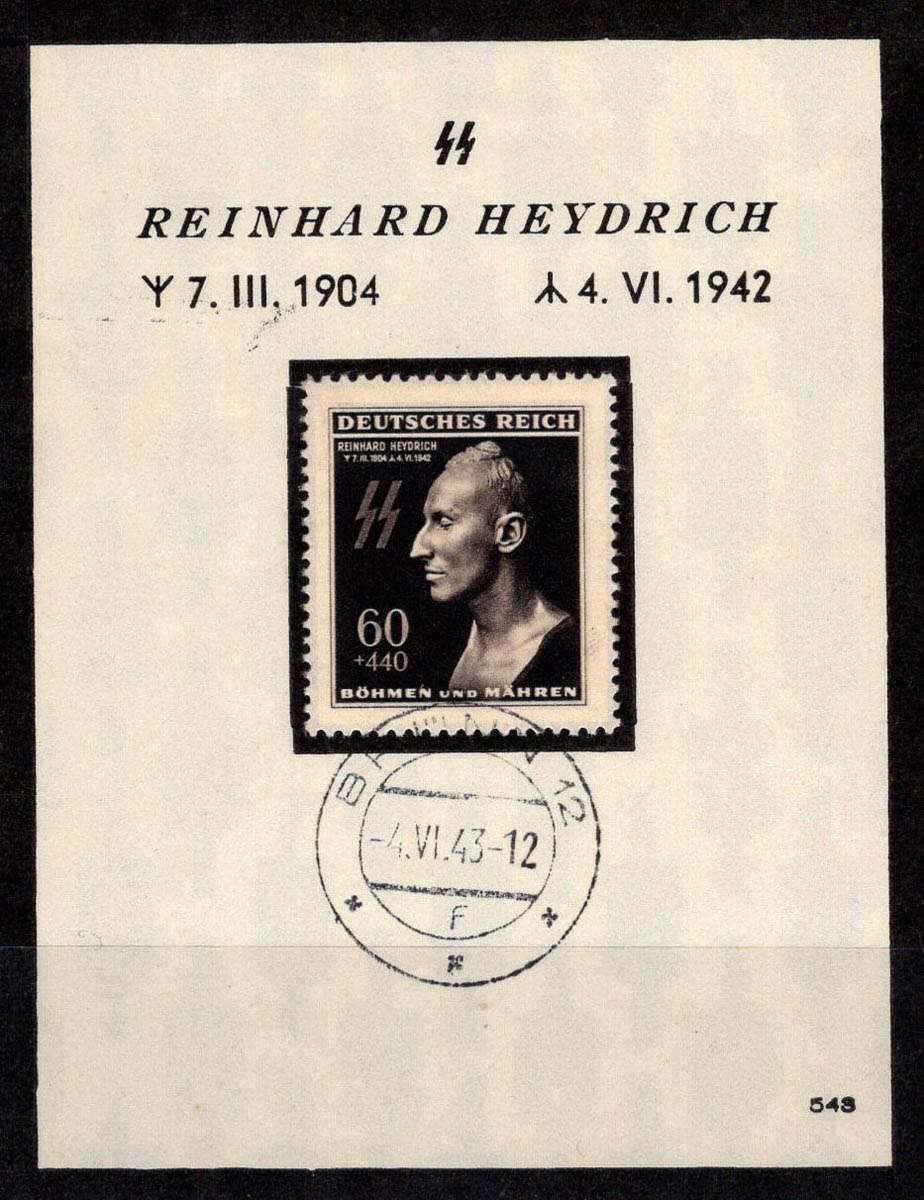 ᛋᛋ
REINHARD HEYDRICH
ᛉ 7. III. 1904 ᛦ 4. VI. 1942
DEUTSCHES REICH
REINHARD HEYDRICH
ᛉ 7. III. 1904 ᛦ 4. VI. 1942
ᛋᛋ
60
+440
BÖHMEN UND MÄHREN
12
-4.VI.43-12
F
543